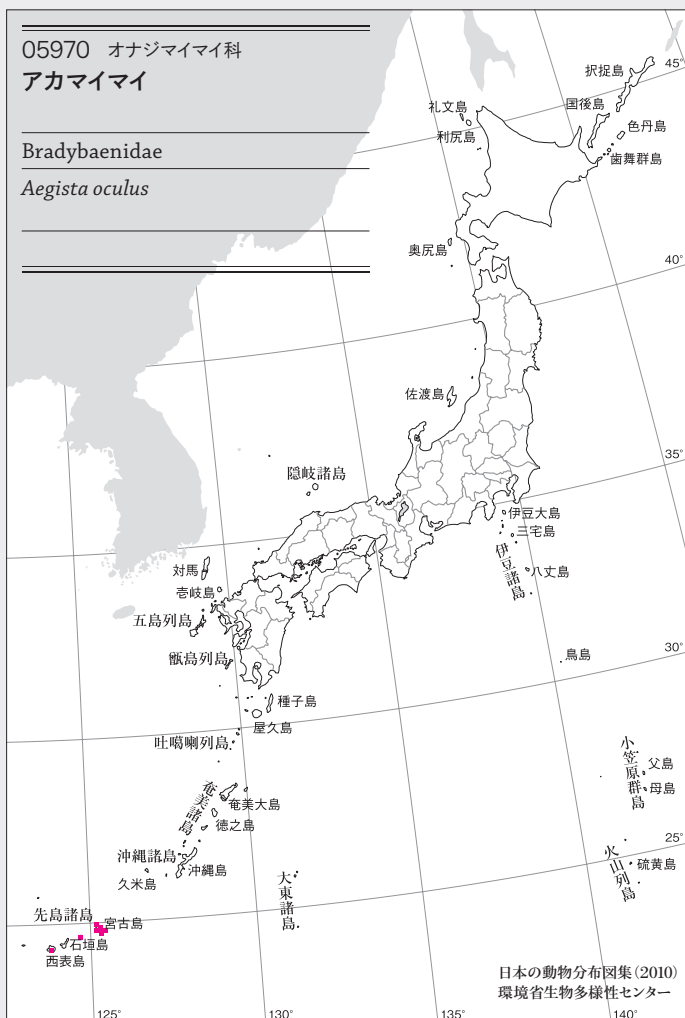 05970 オナジマイマイ科
アカマイマイ
Bradybaenidae
Aegista oculus
択捉島
45°
国後島
礼文島
色丹島
利尻島
歯舞群島
奥尻島
40°
佐渡島
35°
隠岐諸島
伊豆大島
三宅島
伊豆諸島
八丈島
対馬
壱岐島
五島列島
甑島列島
鳥島
30°
種子島
屋久島
吐噶喇列島
小笠原群島
父島
母島
奄美諸島
奄美大島
徳之島
25°
沖縄諸島
沖縄島
久米島
火山列島
硫黄島
大東諸島
先島諸島
宮古島
石垣島
西表島
日本の動物分布図集(2010)
環境省生物多様性センター
125°
130°
135°
140°